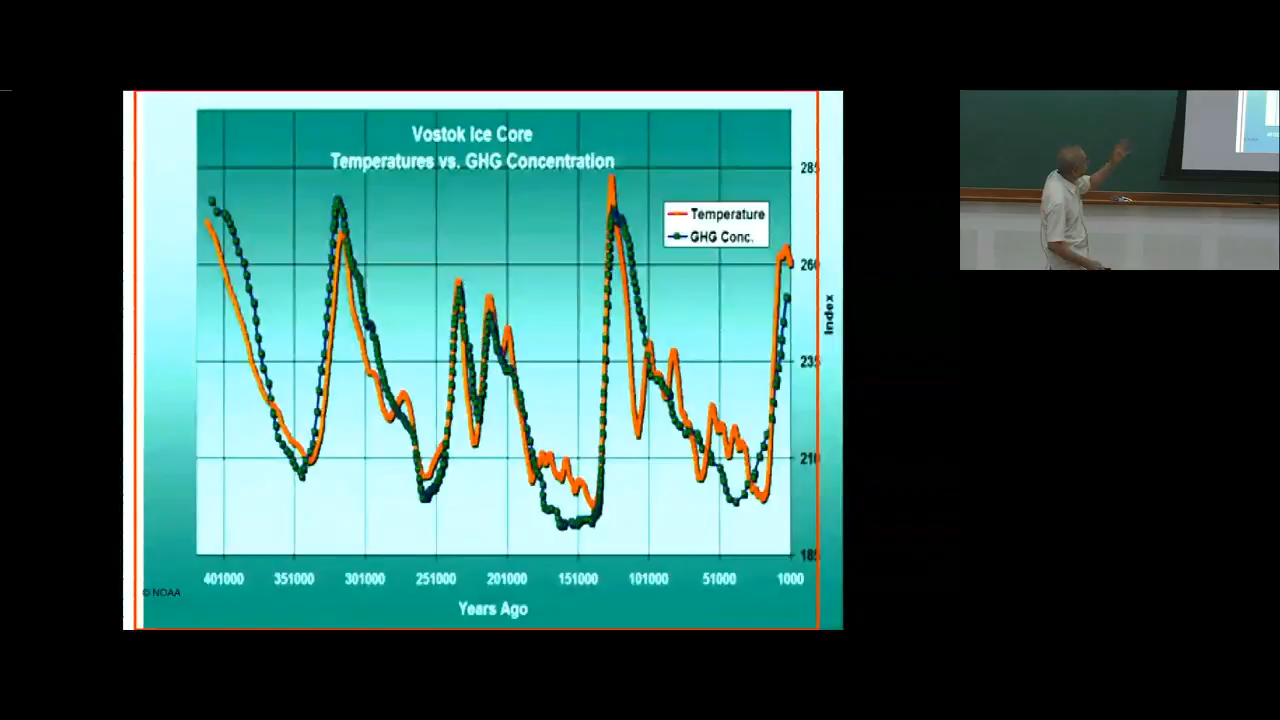 Vostok Ice Core
Temperatures vs. GHG Concentration
Temperature
GHG Conc.
285
260
235
210
185
Index
401000 351000 301000 251000 201000 151000 101000 51000 1000
Years Ago
© NOAA